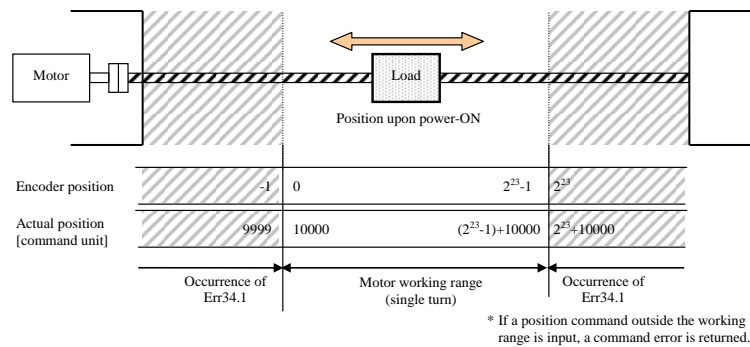 Motor
Load
Position upon power-ON
Encoder position -1 0 2²³-1 2²³
Actual position
[command unit] 9999 10000 (2²³-1)+10000 2²³+10000
Occurrence of
Err34.1
Motor working range
(single turn)
Occurrence of
Err34.1
* If a position command outside the working
range is input, a command error is returned.